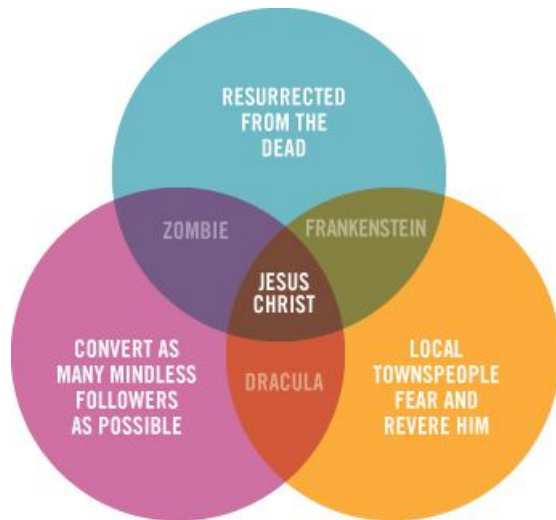 RESURRECTED
FROM THE
DEAD
ZOMBIE
FRANKENSTEIN
JESUS
CHRIST
CONVERT AS
MANY MINDLESS
FOLLOWERS
AS POSSIBLE
DRACULA
LOCAL
TOWNSPEOPLE
FEAR AND
REVERE HIM